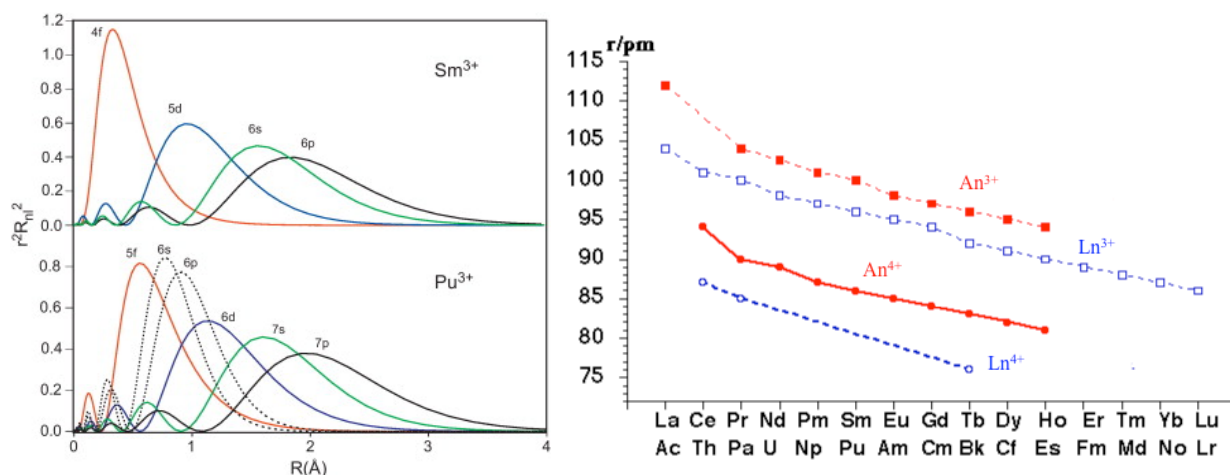 1.2
1.0
0.8
0.6
0.4
0.2
0.0
4f
5d
6s
6p
Sm3+
r²Rnl²
0.8
0.6
0.4
0.2
0.0
5f
6s
6p
6d
7s
7p
Pu3+
0 1 2 3 4
R(Å)
r/pm
115
110
105
100
95
90
85
80
75
An3+
Ln3+
An4+
Ln4+
La Ce Pr Nd Pm Sm Eu Gd Tb Dy Ho Er Tm Yb Lu
Ac Th Pa U Np Pu Am Cm Bk Cf Es Fm Md No Lr